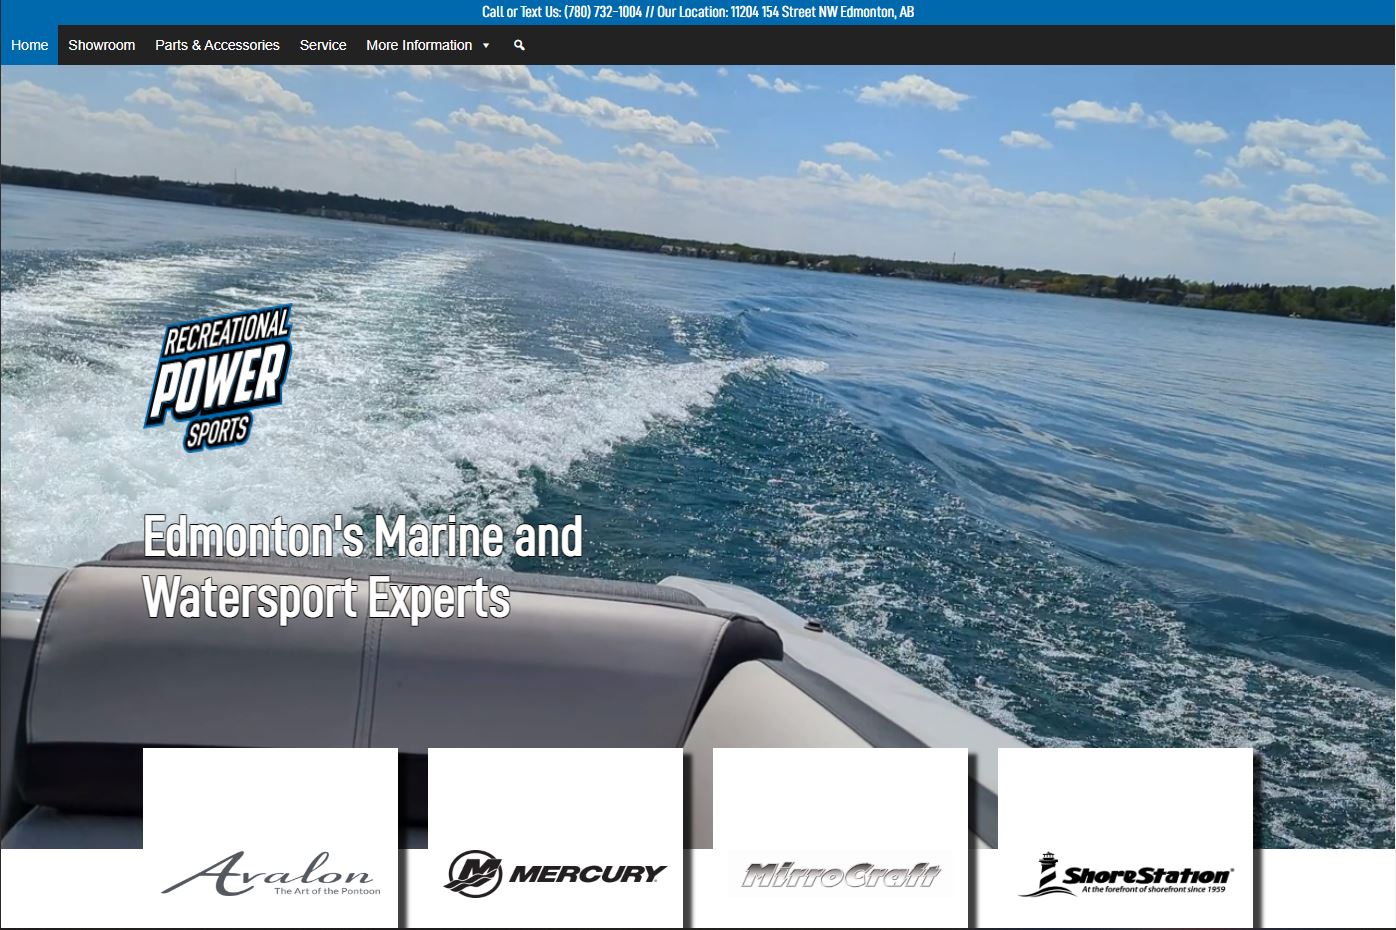 Call or Text Us: (780) 732-1004 // Our Location: 11204 154 Street NW Edmonton, AB
Home Showroom Parts & Accessories Service More Information
RECREATIONAL
POWER
SPORTS
Edmonton's Marine and
Watersport Experts
Avalon
The Art of the Pontoon
MERCURY
MirroCraft
ShoreStation®
At the forefront of shorefront since 1959